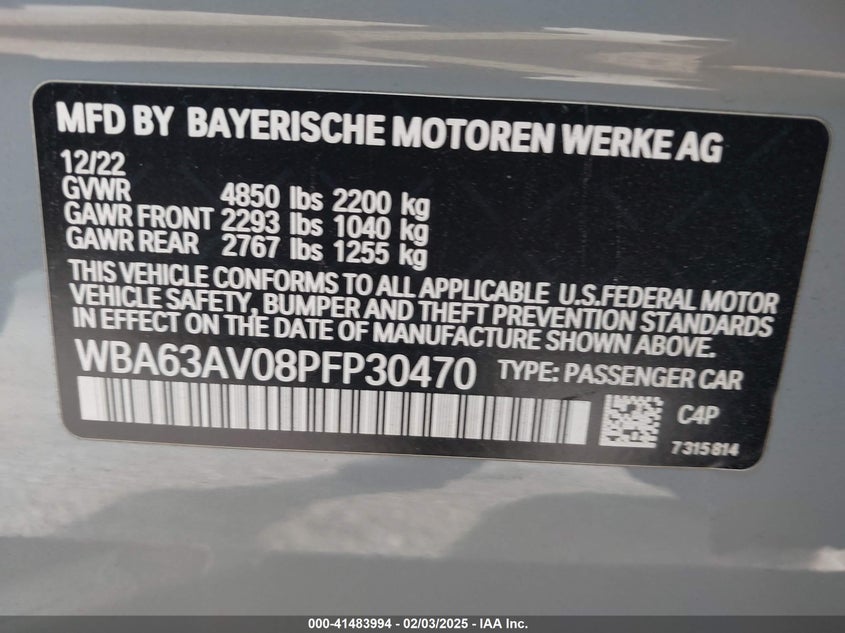 MFD BY BAYERISCHE MOTOREN WERKE AG
12/22
GVWR 4850 lbs 2200 kg
GAWR FRONT 2293 lbs 1040 kg
GAWR REAR 2767 lbs 1255 kg
THIS VEHICLE CONFORMS TO ALL APPLICABLE U.S.FEDERAL MOTOR
VEHICLE SAFETY, BUMPER AND THEFT PREVENTION STANDARDS
IN EFFECT ON THE DATE OF MANUFACTURE SHOWN ABOVE.
WBA63AV08PFP30470 TYPE: PASSENGER CAR
C4P
7315814
000-41483994 - 02/03/2025 - IAA Inc.